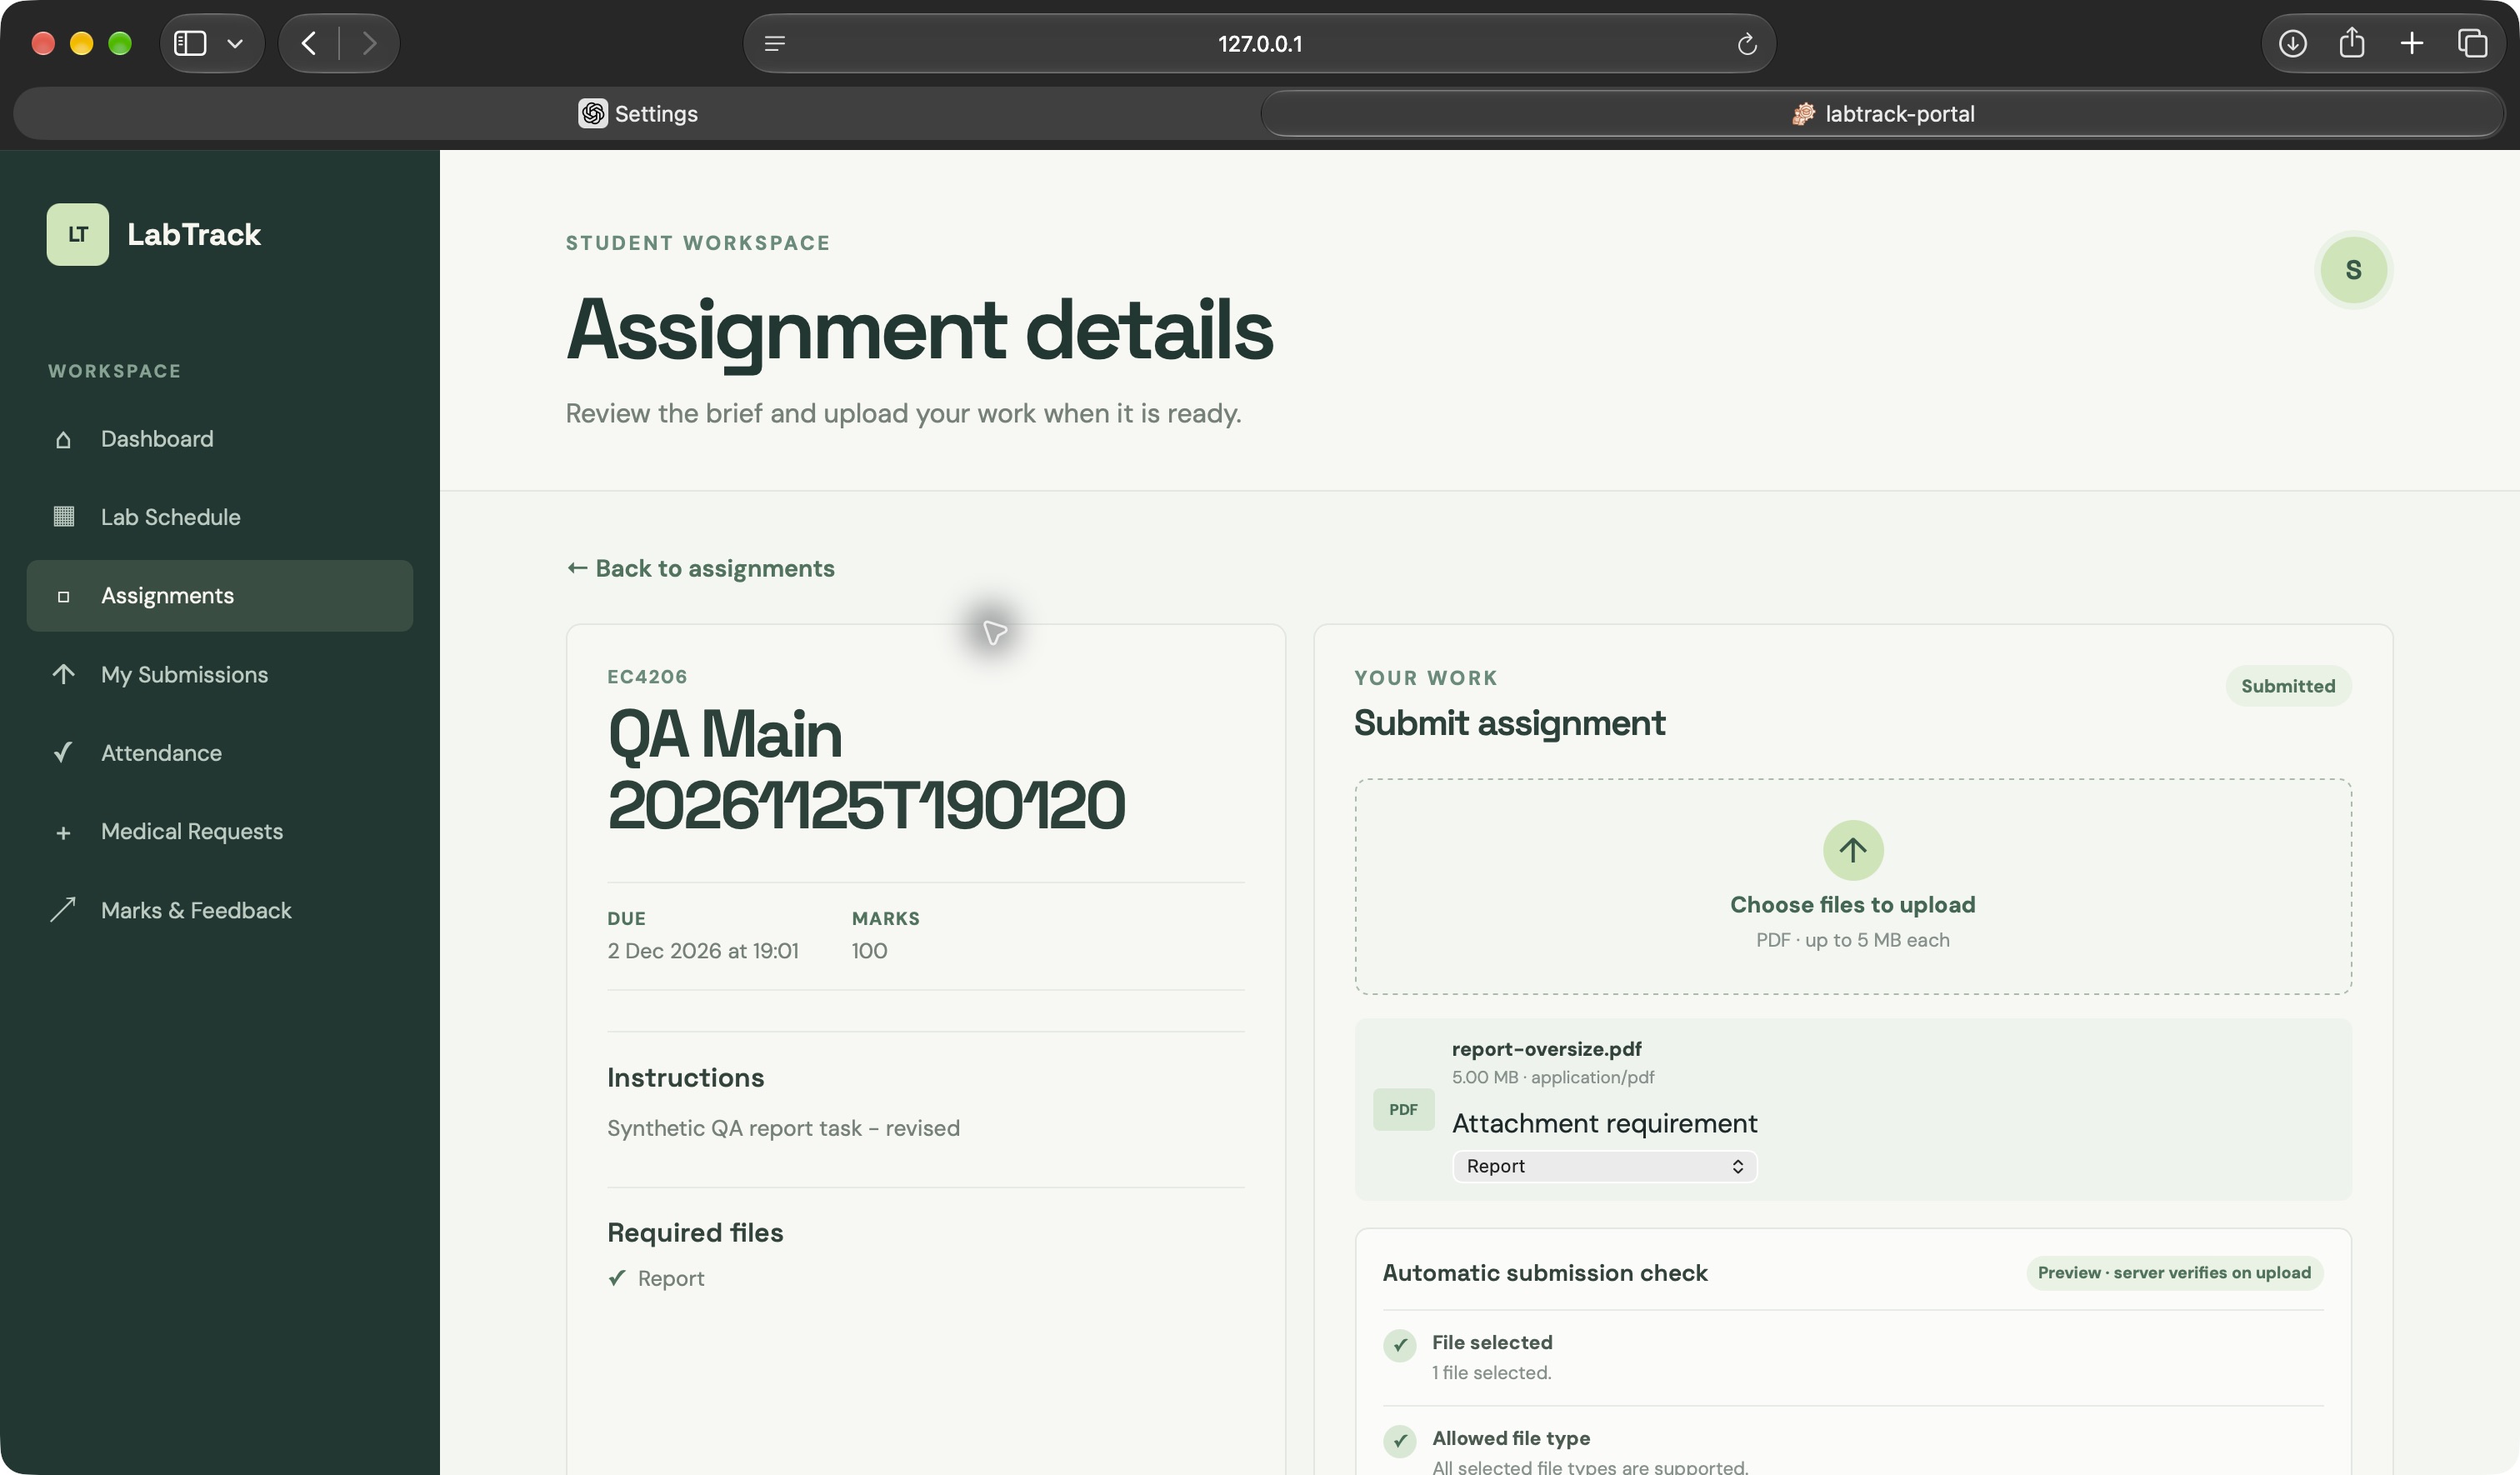 127.0.0.1
Settings
labtrack-portal
LT
LabTrack
WORKSPACE
Dashboard
Lab Schedule
Assignments
My Submissions
Attendance
Medical Requests
Marks & Feedback
STUDENT WORKSPACE
S
Assignment details
Review the brief and upload your work when it is ready.
← Back to assignments
EC4206
QA Main
20261125T190120
DUE
MARKS
2 Dec 2026 at 19:01
100
Instructions
Synthetic QA report task - revised
Required files
✓ Report
YOUR WORK
Submitted
Submit assignment
Choose files to upload
PDF · up to 5 MB each
report-oversize.pdf
5.00 MB · application/pdf
PDF
Attachment requirement
Report
Automatic submission check
Preview · server verifies on upload
File selected
1 file selected.
Allowed file type
All selected file types are supported.